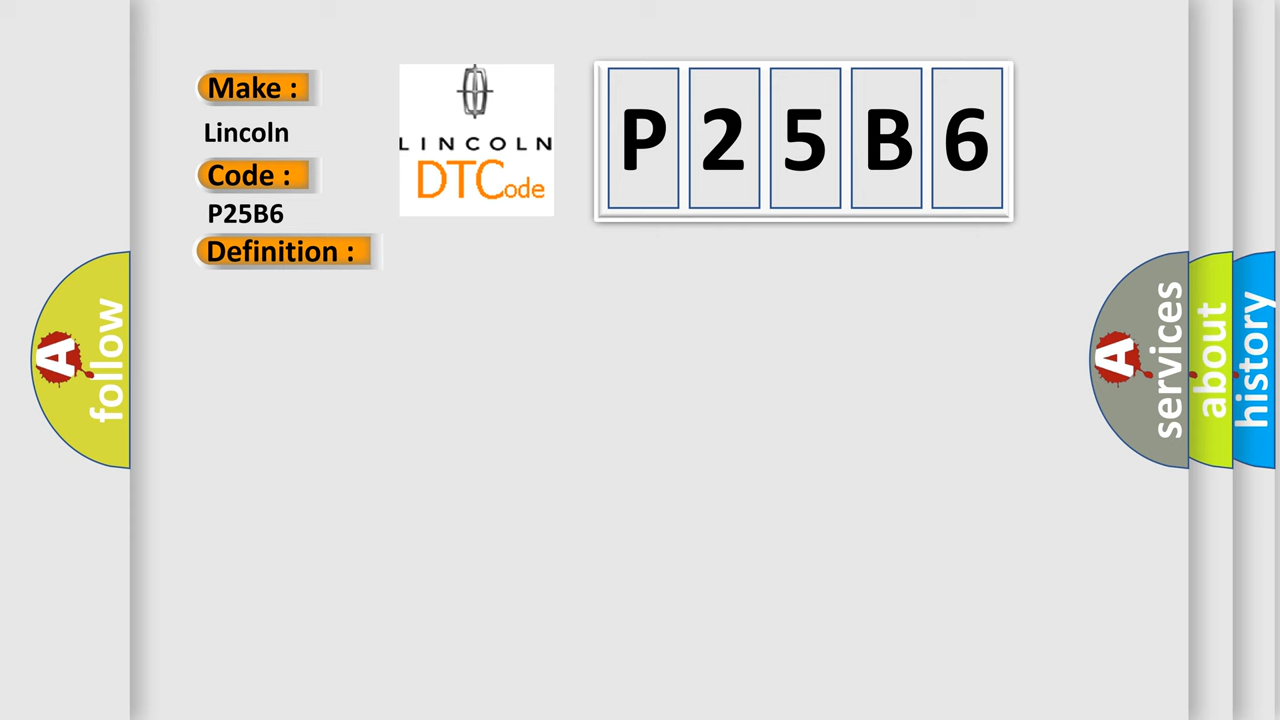 Make :
Lincoln
Code :
P25B6
Definition :
LINCOLN
DTCode
P 2 5 B 6
A follow
A services
about
history